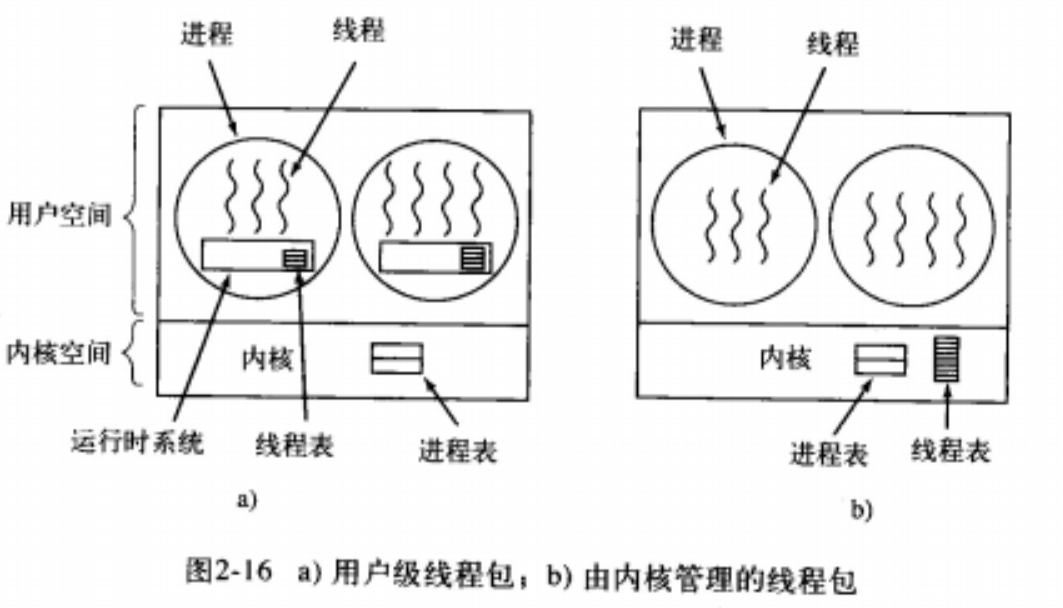 进程 线程 进程 线程
用户空间
内核空间 内核 内核
运行时系统 线程表 进程表 进程表 线程表
a) b)
图2-16 a) 用户级线程包；b) 由内核管理的线程包